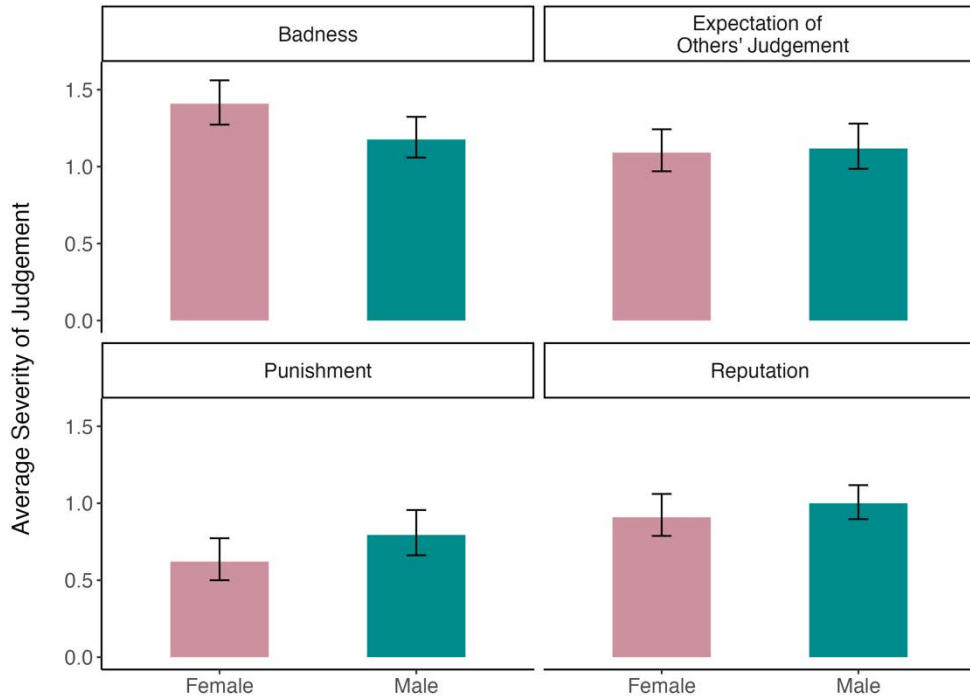 Badness
Expectation of
Others' Judgement
1.5
1.0
0.5
0.0
Punishment
Reputation
1.5
1.0
0.5
0.0
Female
Male
Female
Male
Average Severity of Judgement